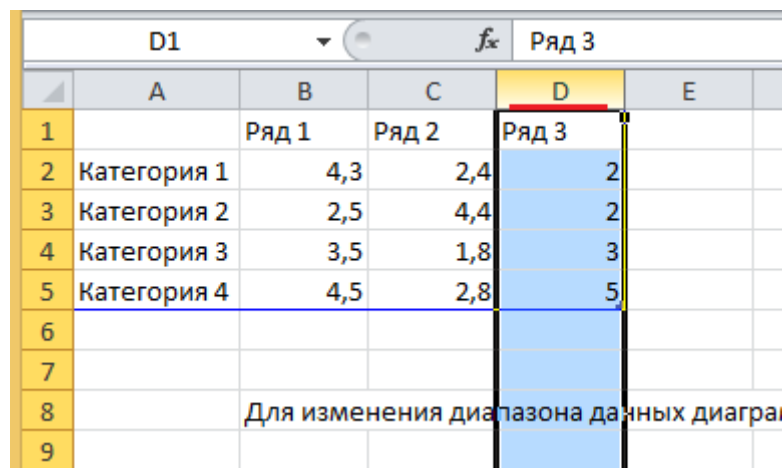 D1 fx Ряд 3
A B C D E
1 Ряд 1 Ряд 2 Ряд 3
2 Категория 1 4,3 2,4 2
3 Категория 2 2,5 4,4 2
4 Категория 3 3,5 1,8 3
5 Категория 4 4,5 2,8 5
6
7
8 Для изменения диапазона данных диагра
9